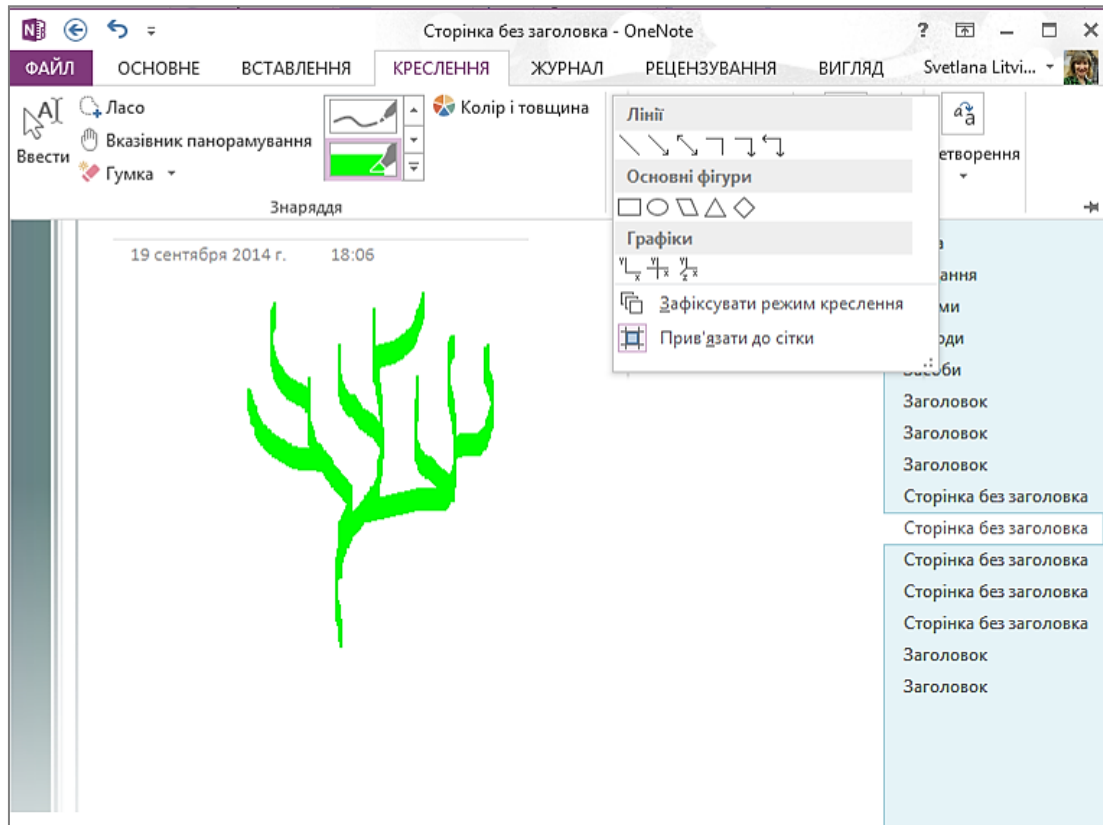 Сторінка без заголовка - OneNote
ФАЙЛ ОСНОВНЕ ВСТАВЛЕННЯ КРЕСЛЕННЯ ЖУРНАЛ РЕЦЕНЗУВАННЯ ВИГЛЯД Svetlana Litvi...
Ввести
Ласо
Вказівник панорамування
Гумка
Колір і товщина
Знаряддя
Лінії
Основні фігури
Графіки
Зафіксувати режим креслення
Прив'язати до сітки
етворення
19 сентября 2014 г. 18:06
Засоби
Заголовок
Заголовок
Заголовок
Сторінка без заголовка
Сторінка без заголовка
Сторінка без заголовка
Сторінка без заголовка
Сторінка без заголовка
Заголовок
Заголовок